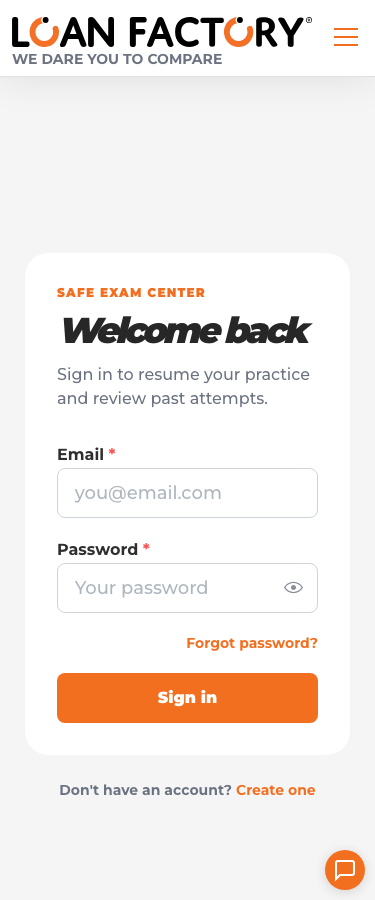 LOAN FACTORY®
WE DARE YOU TO COMPARE
SAFE EXAM CENTER
Welcome back
Sign in to resume your practice
and review past attempts.
Email *
you@email.com
Password *
Your password
Forgot password?
Sign in
Don't have an account? Create one